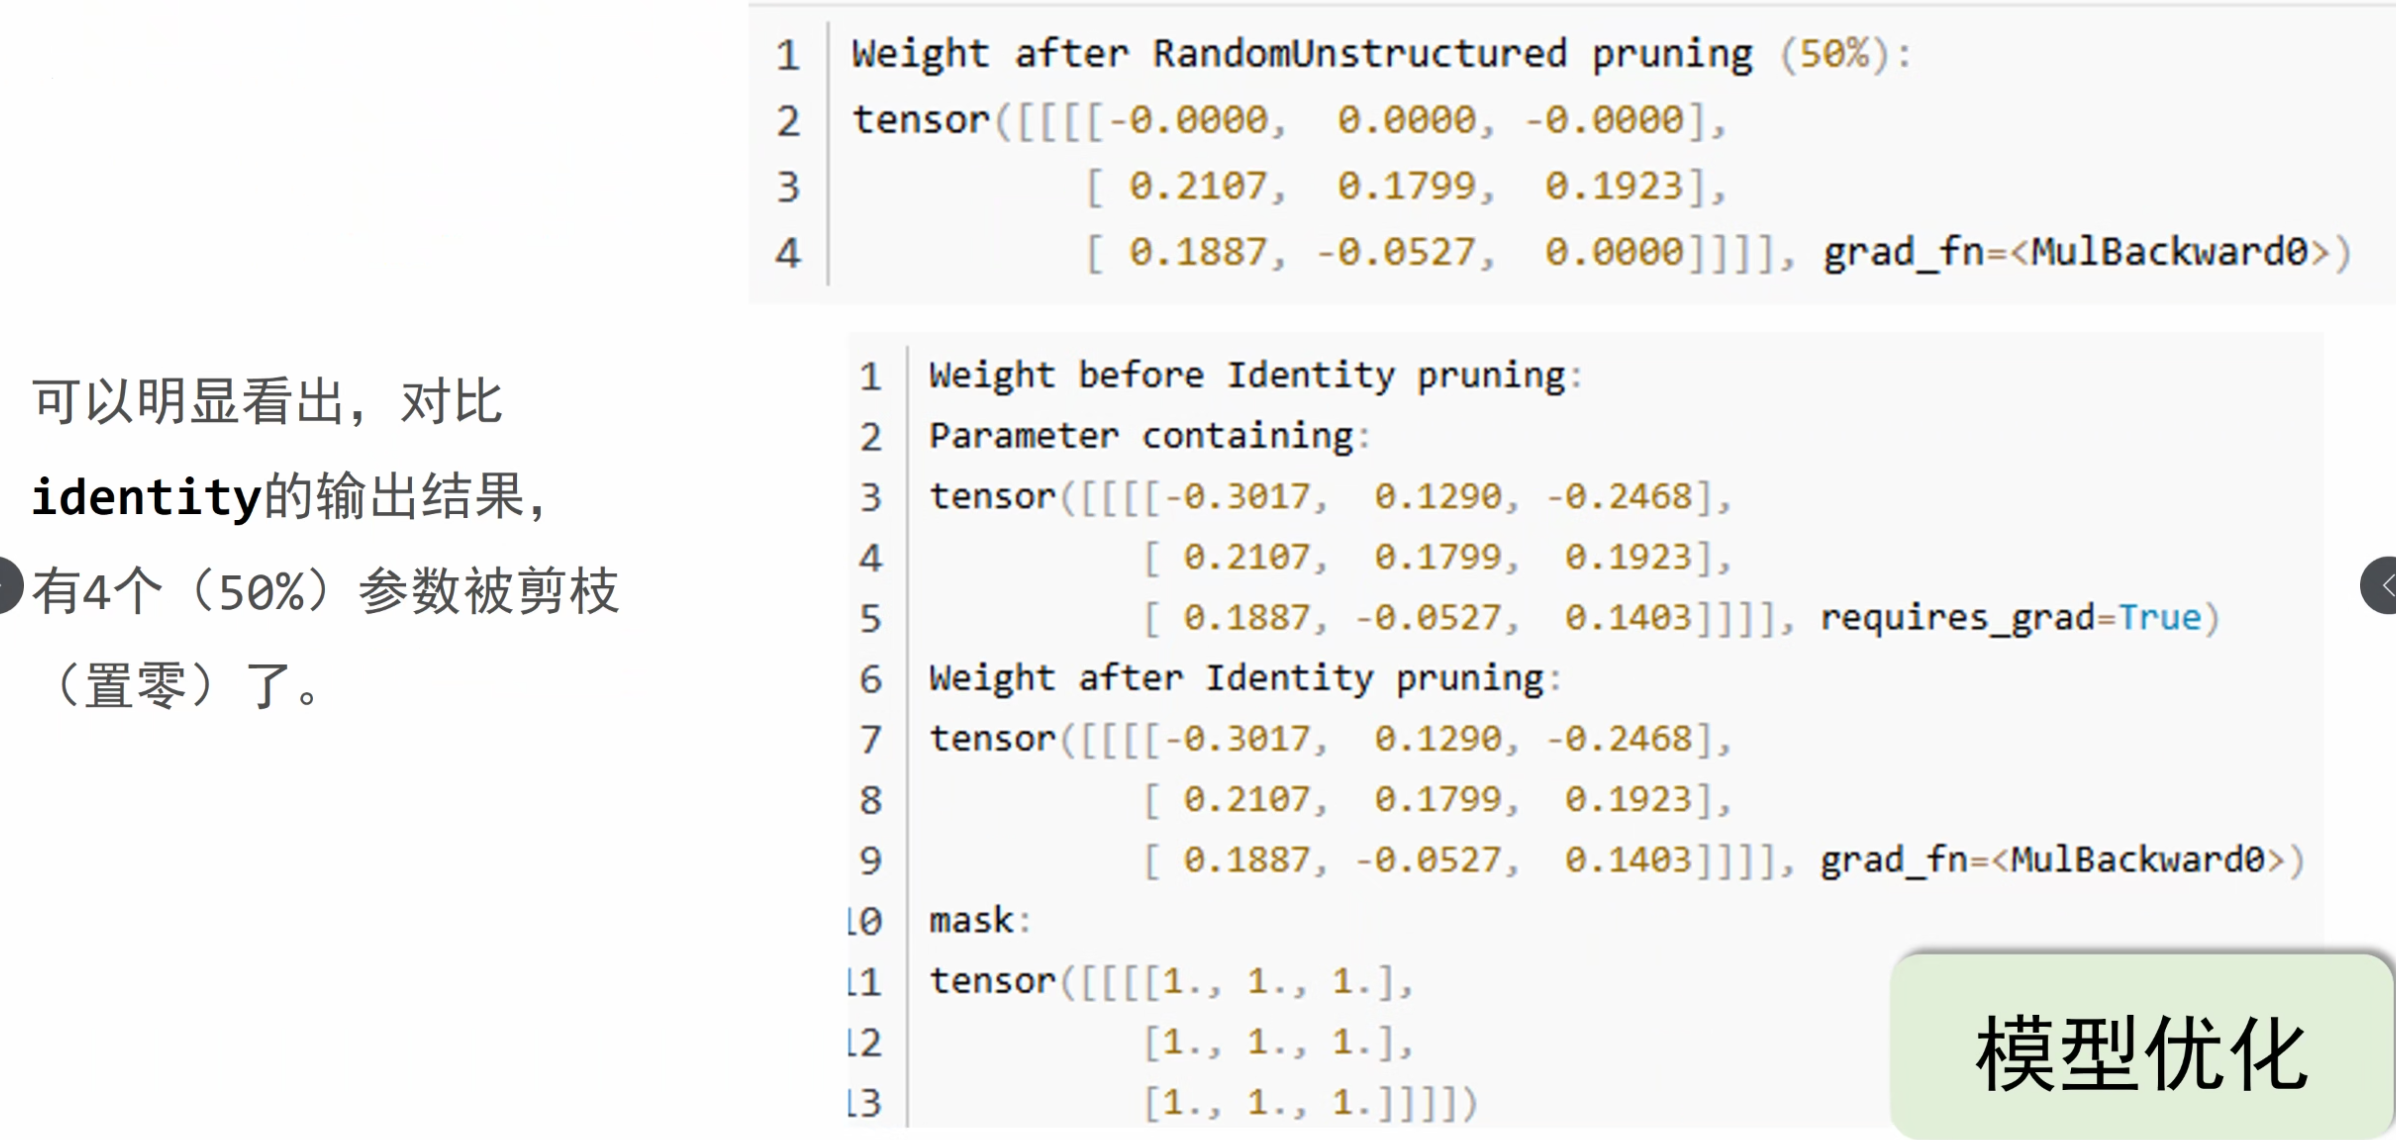 1 Weight after RandomUnstructured pruning (50%):
2 tensor([[[[-0.0000,  0.0000, -0.0000],
3           [ 0.2107,  0.1799,  0.1923],
4           [ 0.1887, -0.0527,  0.0000]]]], grad_fn=<MulBackward0>)
可以明显看出，对比
identity的输出结果，
有4个（50%）参数被剪枝
（置零）了。
1 Weight before Identity pruning:
2 Parameter containing:
3 tensor([[[[-0.3017,  0.1290, -0.2468],
4           [ 0.2107,  0.1799,  0.1923],
5           [ 0.1887, -0.0527,  0.1403]]]], requires_grad=True)
6 Weight after Identity pruning:
7 tensor([[[[-0.3017,  0.1290, -0.2468],
8           [ 0.2107,  0.1799,  0.1923],
9           [ 0.1887, -0.0527,  0.1403]]]], grad_fn=<MulBackward0>)
10 mask:
11 tensor([[[[1., 1., 1.],
12           [1., 1., 1.],
13           [1., 1., 1.]]]])
模型优化